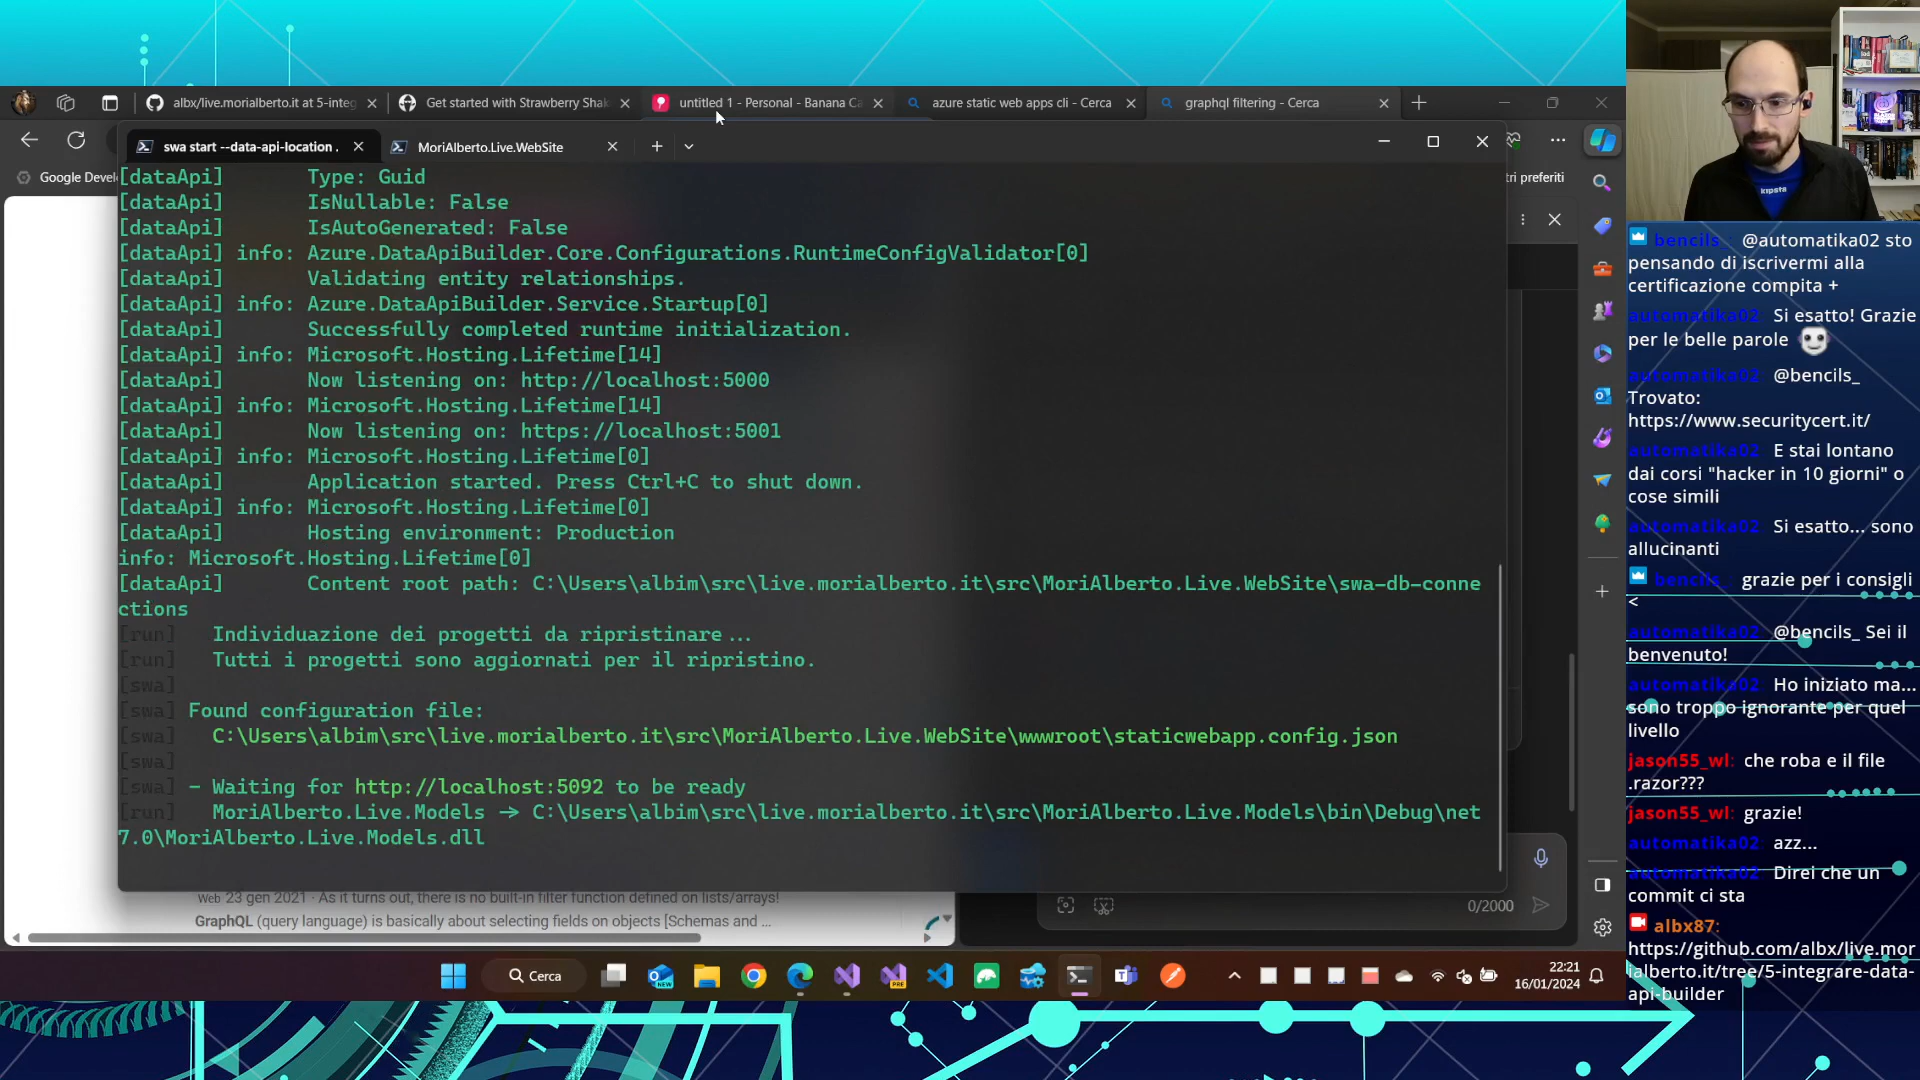 albx/live.morialberto.it at 5-integ
Get started with Strawberry Shak
untitled 1 - Personal - Banana Ca
azure static web apps cli - Cerca
graphql filtering - Cerca
Google Devel
tri preferiti
swa start --data-api-location .
MoriAlberto.Live.WebSite
[dataApi] Type: Guid
[dataApi] IsNullable: False
[dataApi] IsAutoGenerated: False
[dataApi] info: Azure.DataApiBuilder.Core.Configurations.RuntimeConfigValidator[0]
[dataApi] Validating entity relationships.
[dataApi] info: Azure.DataApiBuilder.Service.Startup[0]
[dataApi] Successfully completed runtime initialization.
[dataApi] info: Microsoft.Hosting.Lifetime[14]
[dataApi] Now listening on: http://localhost:5000
[dataApi] info: Microsoft.Hosting.Lifetime[14]
[dataApi] Now listening on: https://localhost:5001
[dataApi] info: Microsoft.Hosting.Lifetime[0]
[dataApi] Application started. Press Ctrl+C to shut down.
[dataApi] info: Microsoft.Hosting.Lifetime[0]
[dataApi] Hosting environment: Production
info: Microsoft.Hosting.Lifetime[0]
[dataApi] Content root path: C:\Users\albim\src\live.morialberto.it\src\MoriAlberto.Live.WebSite\swa-db-conne
ctions
[run] Individuazione dei progetti da ripristinare...
[run] Tutti i progetti sono aggiornati per il ripristino.
[swa]
[swa] Found configuration file:
[swa] C:\Users\albim\src\live.morialberto.it\src\MoriAlberto.Live.WebSite\wwwroot\staticwebapp.config.json
[swa]
[swa] - Waiting for http://localhost:5092 to be ready
[run] MoriAlberto.Live.Models -> C:\Users\albim\src\live.morialberto.it\src\MoriAlberto.Live.Models\bin\Debug\net
7.0\MoriAlberto.Live.Models.dll
web 23 gen 2021 · As it turns out, there is no built-in filter function defined on lists/arrays!
GraphQL (query language) is basically about selecting fields on objects [Schemas and ...
0/2000
Cerca
NEW
PRE
22:21
16/01/2024
kipsta
bencils_: @automatika02 sto
pensando di iscrivermi alla
certificazione compita +
automatika02 Si esatto! Grazie
per le belle parole
automatika02 @bencils_
Trovato:
https://www.securitycert.it/
automatika02 E stai lontano
dai corsi "hacker in 10 giorni" o
cose simili
automatika02 Si esatto... sono
allucinanti
bencils_: grazie per i consigli
<
automatika02 @bencils_ Sei il
benvenuto!
automatika02 Ho iniziato ma...
sono troppo ignorante per quel
livello
jason55_wl: che roba e il file
.razor???
jason55_wl: grazie!
automatika02 azz...
automatika02 Direi che un
commit ci sta
albx87:
https://github.com/albx/live.mor
ialberto.it/tree/5-integrare-data-
api-builder